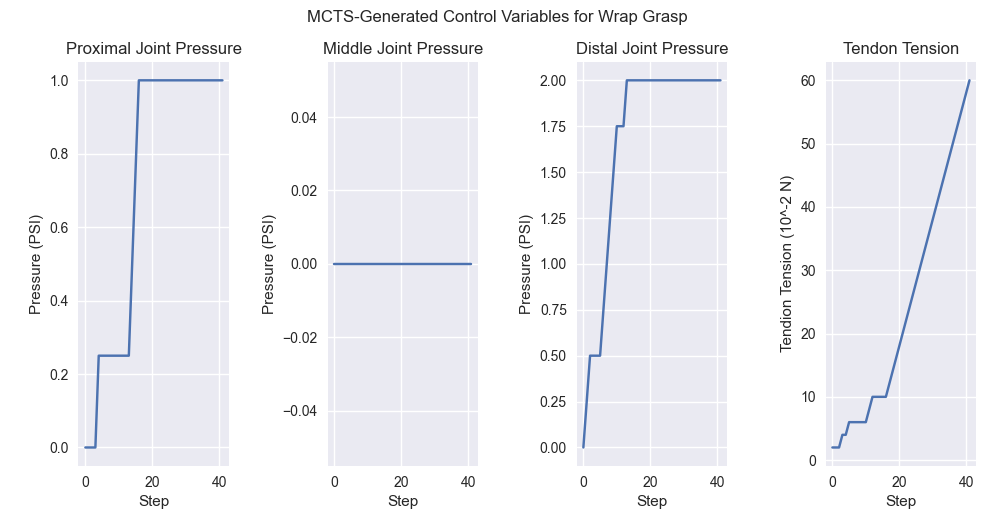 MCTS-Generated Control Variables for Wrap Grasp
Proximal Joint Pressure
1.0
0.8
0.6
0.4
0.2
0.0
Pressure (PSI)
0 20 40
Step
Middle Joint Pressure
0.04
0.02
0.00
−0.02
−0.04
Pressure (PSI)
0 20 40
Step
Distal Joint Pressure
2.00
1.75
1.50
1.25
1.00
0.75
0.50
0.25
0.00
Pressure (PSI)
0 20 40
Step
Tendon Tension
60
50
40
30
20
10
0
Tendion Tension (10^-2 N)
0 20 40
Step